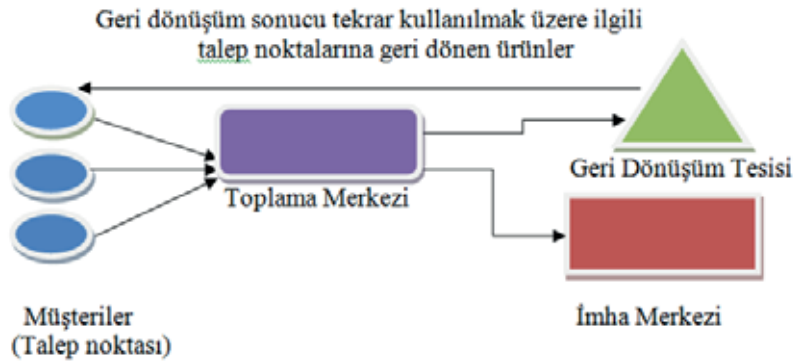 Geri dönüşüm sonucu tekrar kullanılmak üzere ilgili
talep noktalarına geri dönen ürünler
Geri Dönüşüm Tesisi
Toplama Merkezi
Müşteriler
(Talep noktası)
İmha Merkezi